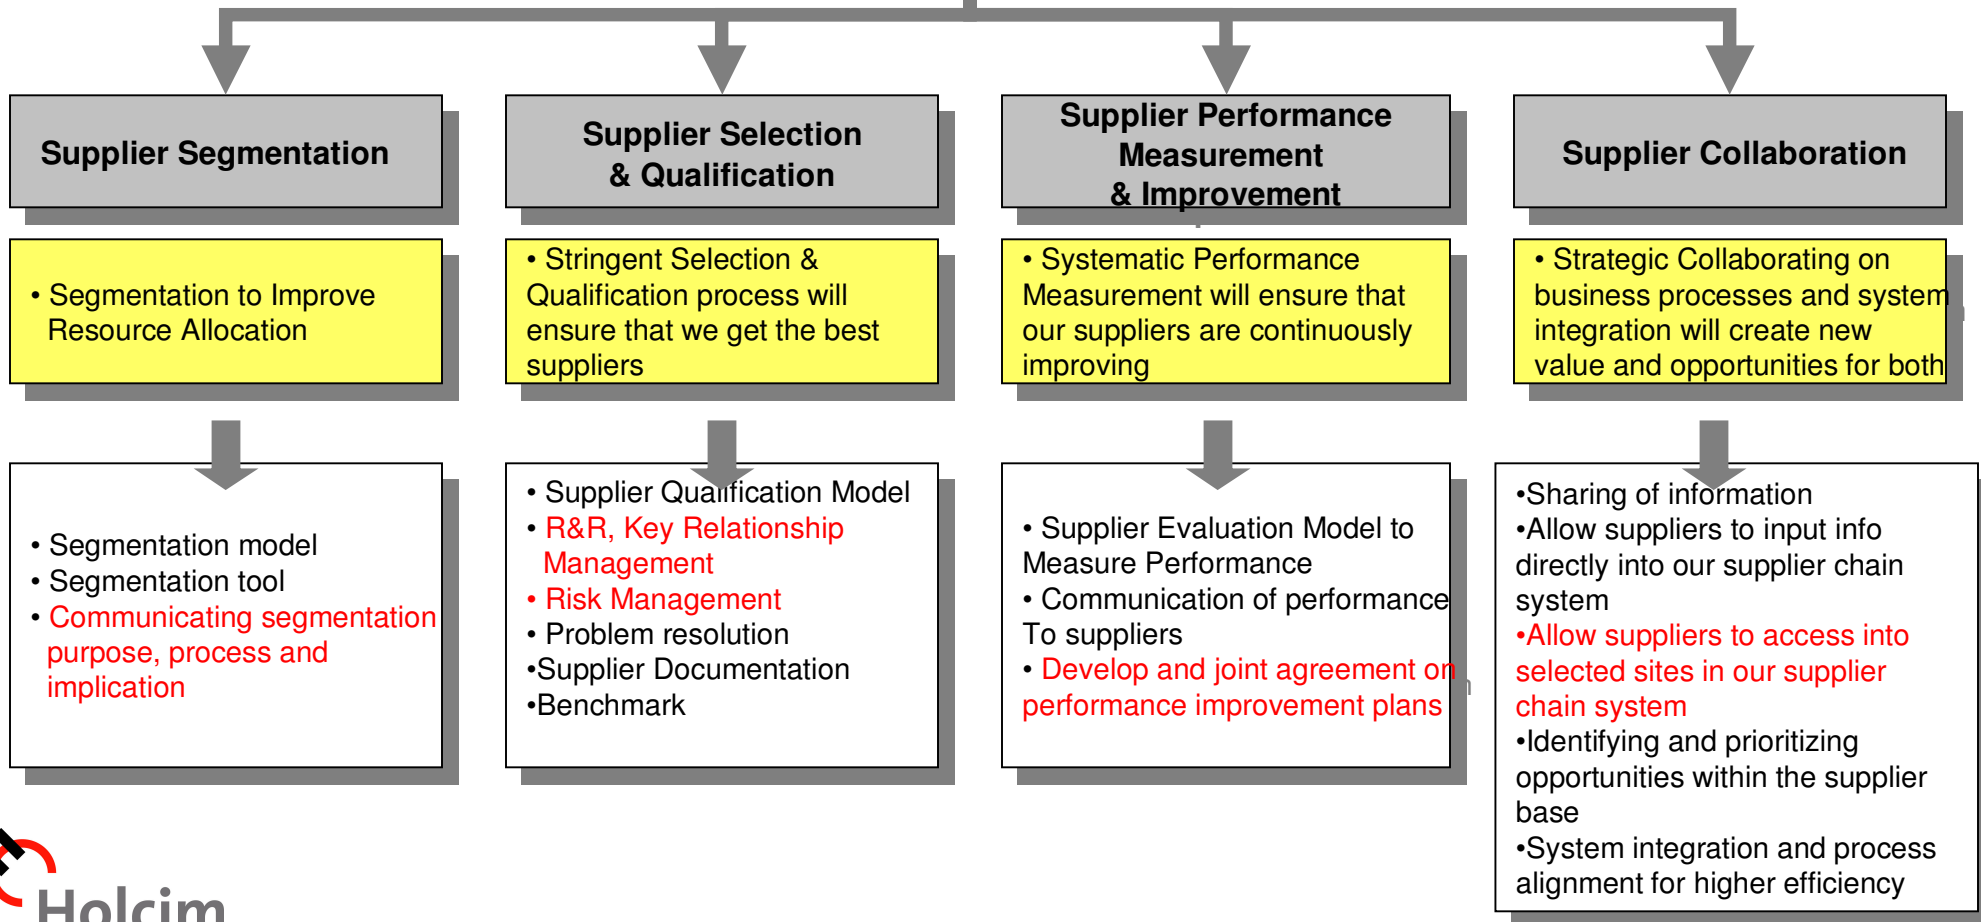 Supplier Segmentation
Supplier Selection
& Qualification
Supplier Performance
Measurement
& Improvement
Supplier Collaboration
• Segmentation to Improve
Resource Allocation
• Stringent Selection &
Qualification process will
ensure that we get the best
suppliers
• Systematic Performance
Measurement will ensure that
our suppliers are continuously
improving
• Strategic Collaborating on
business processes and system
integration will create new
value and opportunities for both
• Segmentation model
• Segmentation tool
• Communicating segmentation
purpose, process and
implication
• Supplier Qualification Model
• R&R, Key Relationship
Management
• Risk Management
• Problem resolution
•Supplier Documentation
•Benchmark
• Supplier Evaluation Model to
Measure Performance
• Communication of performance
To suppliers
• Develop and joint agreement on
performance improvement plans
•Sharing of information
•Allow suppliers to input info
directly into our supplier chain
system
•Allow suppliers to access into
selected sites in our supplier
chain system
•Identifying and prioritizing
opportunities within the supplier
base
•System integration and process
alignment for higher efficiency
Holcim